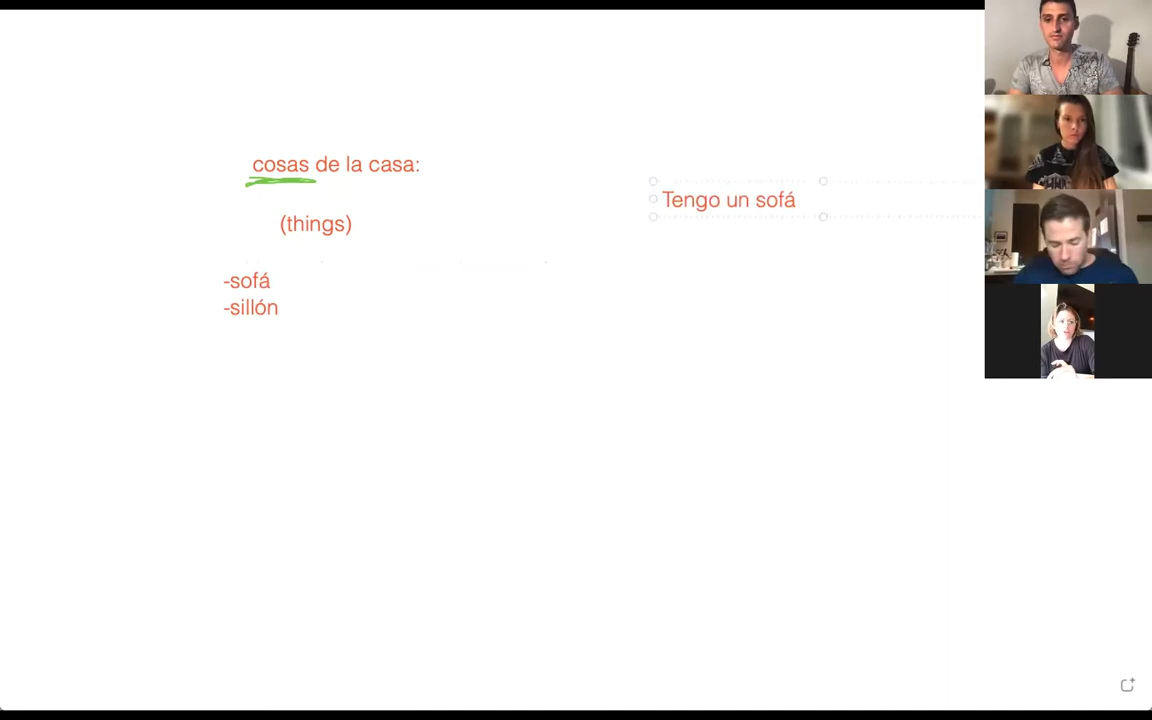 cosas de la casa:
(things)
-sofá
-sillón
Tengo un sofá